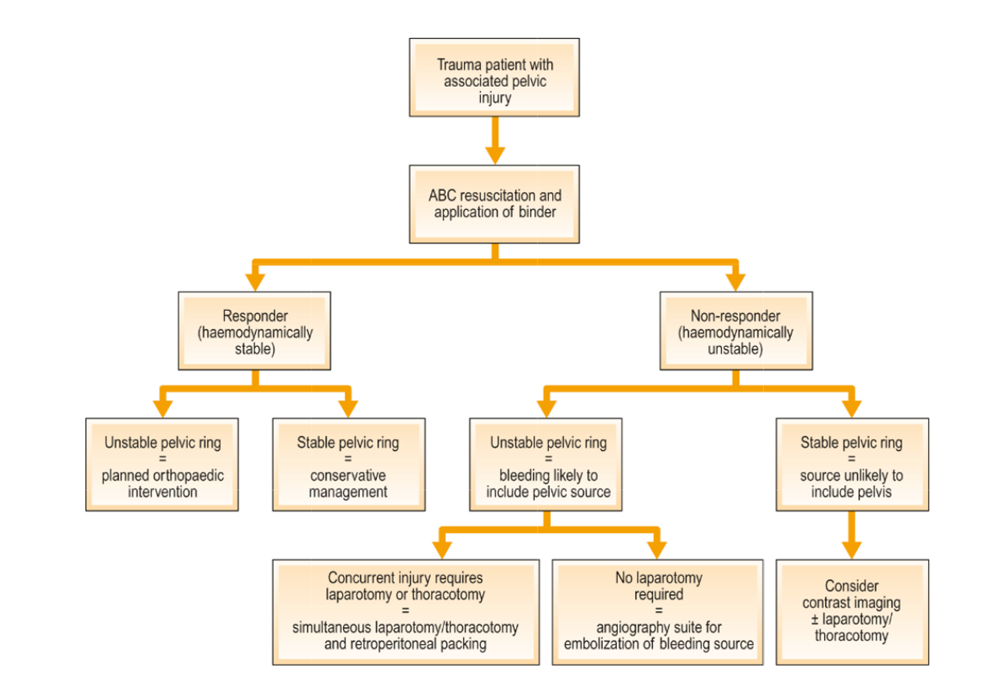 Trauma patient with
associated pelvic
injury
ABC resuscitation and
application of binder
Responder
(haemodynamically
stable)
Non-responder
(haemodynamically
unstable)
Unstable pelvic ring
=
planned orthopaedic
intervention
Stable pelvic ring
=
conservative
management
Unstable pelvic ring
=
bleeding likely to
include pelvic source
Stable pelvic ring
=
source unlikely to
include pelvis
Concurrent injury requires
laparotomy or thoracotomy
=
simultaneous laparotomy/thoracotomy
and retroperitoneal packing
No laparotomy
required
=
angiography suite for
embolization of bleeding source
Consider
contrast imaging
± laparotomy/
thoracotomy